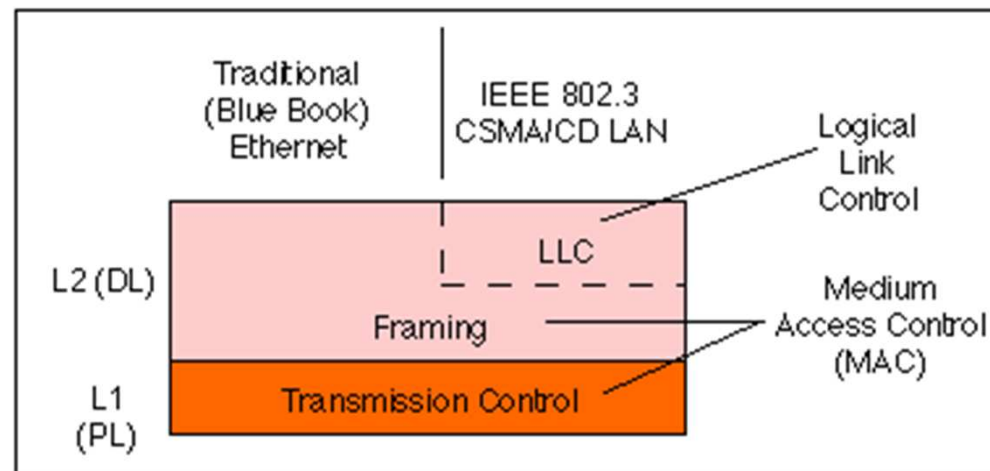 Traditional
(Blue Book)
Ethernet
IEEE 802.3
CSMA/CD LAN
Logical
Link
Control
L2 (DL)
LLC
Framing
Medium
Access Control
(MAC)
L1
(PL)
Transmission Control